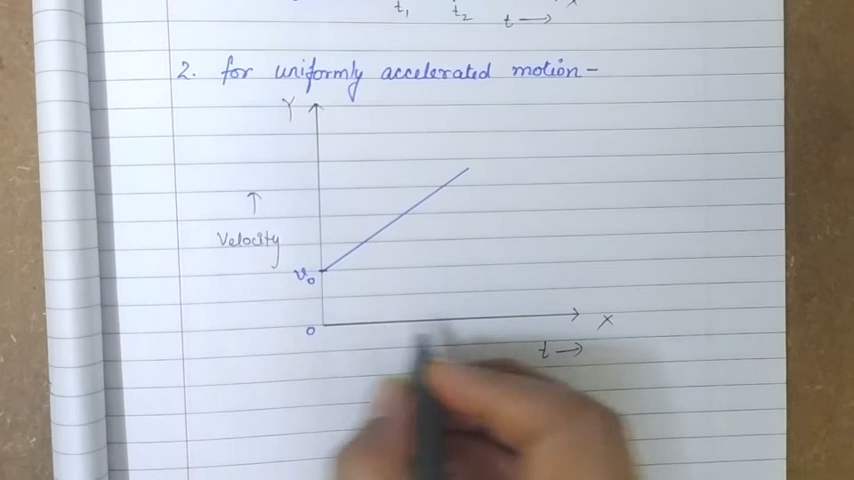 t₁ t₂ t → X
2. for uniformly accelerated motion-
Y
↑
Velocity
v₀
0
X
t →